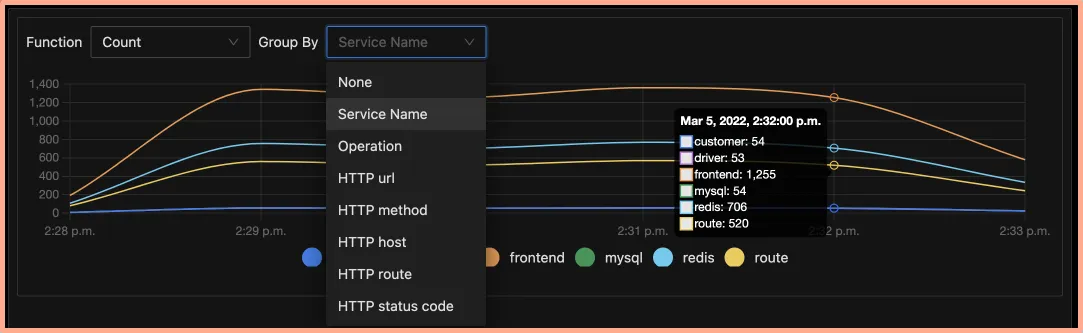 Function Count Group By Service Name
None
Service Name
Operation
HTTP url
HTTP method
HTTP host
HTTP route
HTTP status code
1,400
1,200
1,000
800
600
400
200
0
2:28 p.m. 2:29 p.m. 2:31 p.m. 2:32 p.m. 2:33 p.m.
Mar 5, 2022, 2:32:00 p.m.
customer: 54
driver: 53
frontend: 1,255
mysql: 54
redis: 706
route: 520
frontend mysql redis route